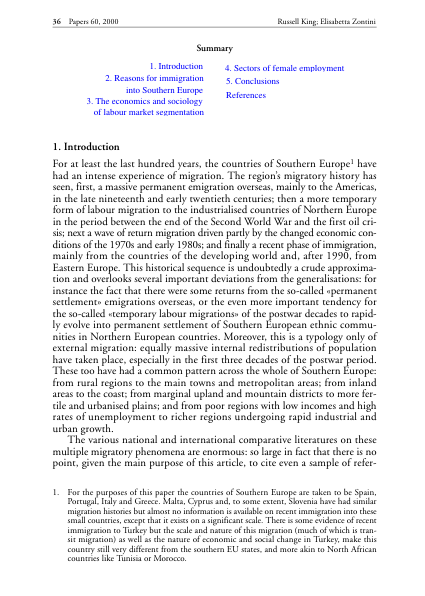 36 Papers 60, 2000 Russell King; Elisabetta Zontini
Summary
1. Introduction
2. Reasons for immigration
into Southern Europe
3. The economics and sociology
of labour market segmentation
4. Sectors of female employment
5. Conclusions
References
1. Introduction
For at least the last hundred years, the countries of Southern Europe1 have
had an intense experience of migration. The region's migratory history has
seen, first, a massive permanent emigration overseas, mainly to the Americas,
in the late nineteenth and early twentieth centuries; then a more temporary
form of labour migration to the industrialised countries of Northern Europe
in the period between the end of the Second World War and the first oil cri-
sis; next a wave of return migration driven partly by the changed economic con-
ditions of the 1970s and early 1980s; and finally a recent phase of immigration,
mainly from the countries of the developing world and, after 1990, from
Eastern Europe. This historical sequence is undoubtedly a crude approxima-
tion and overlooks several important deviations from the generalisations: for
instance the fact that there were some returns from the so-called «permanent
settlement» emigrations overseas, or the even more important tendency for
the so-called «temporary labour migrations» of the postwar decades to rapid-
ly evolve into permanent settlement of Southern European ethnic commu-
nities in Northern European countries. Moreover, this is a typology only of
external migration: equally massive internal redistributions of population
have taken place, especially in the first three decades of the postwar period.
These too have had a common pattern across the whole of Southern Europe:
from rural regions to the main towns and metropolitan areas; from inland
areas to the coast; from marginal upland and mountain districts to more fer-
tile and urbanised plains; and from poor regions with low incomes and high
rates of unemployment to richer regions undergoing rapid industrial and
urban growth.
The various national and international comparative literatures on these
multiple migratory phenomena are enormous: so large in fact that there is no
point, given the main purpose of this article, to cite even a sample of refer-
1. For the purposes of this paper the countries of Southern Europe are taken to be Spain,
Portugal, Italy and Greece. Malta, Cyprus and, to some extent, Slovenia have had similar
migration histories but almost no information is available on recent immigration into these
small countries, except that it exists on a significant scale. There is some evidence of recent
immigration to Turkey but the scale and nature of this migration (much of which is tran-
sit migration) as well as the nature of economic and social change in Turkey, make this
country still very different from the southern EU states, and more akin to North African
countries like Tunisia or Morocco.